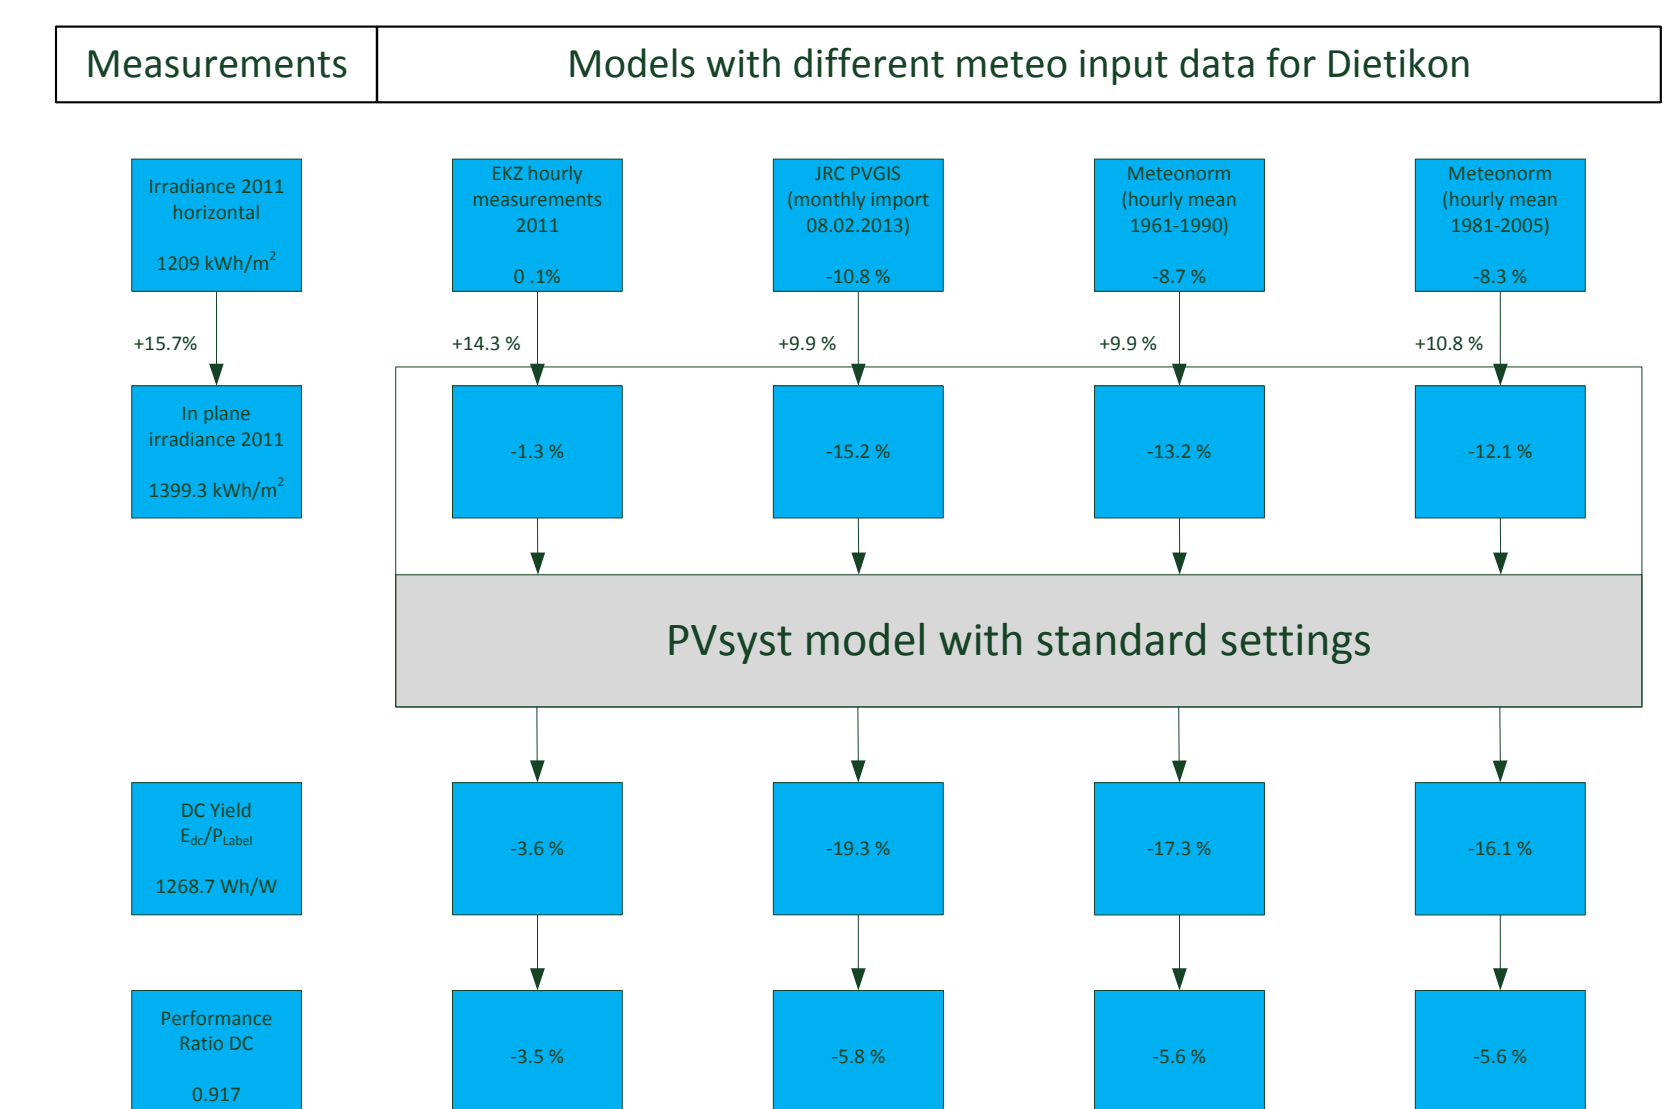 Measurements
Models with different meteo input data for Dietikon
Irradiance 2011
horizontal
1209 kWh/m²
EKZ hourly
measurements
2011
0 .1%
JRC PVGIS
(monthly import
08.02.2013)
-10.8 %
Meteonorm
(hourly mean
1961-1990)
-8.7 %
Meteonorm
(hourly mean
1981-2005)
-8.3 %
+15.7%
+14.3 %
+9.9 %
+9.9 %
+10.8 %
In plane
irradiance 2011
1399.3 kWh/m²
-1.3 %
-15.2 %
-13.2 %
-12.1 %
PVsyst model with standard settings
DC Yield
Edc/PLabel
1268.7 Wh/W
-3.6 %
-19.3 %
-17.3 %
-16.1 %
Performance
Ratio DC
0.917
-3.5 %
-5.8 %
-5.6 %
-5.6 %